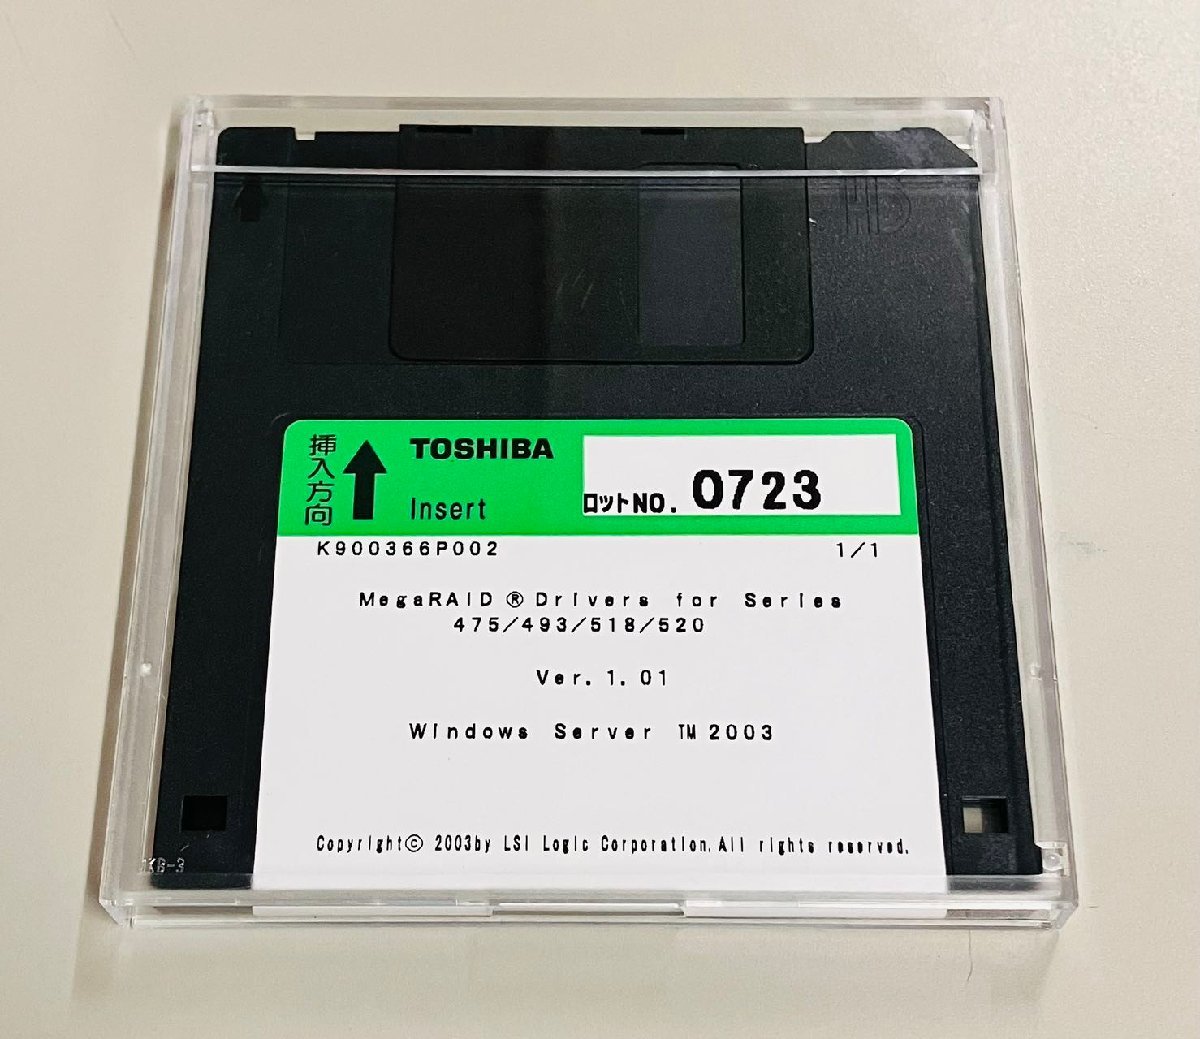 HD
挿入方向
TOSHIBA
Insert
ロットNO. 0723
K900366P002 1/1
MegaRAID ® Drivers for Series
475/493/518/520
Ver. 1. 01
Windows Server TM 2003
Copyright© 2003by LSI Logic Corporation. All rights reserved.